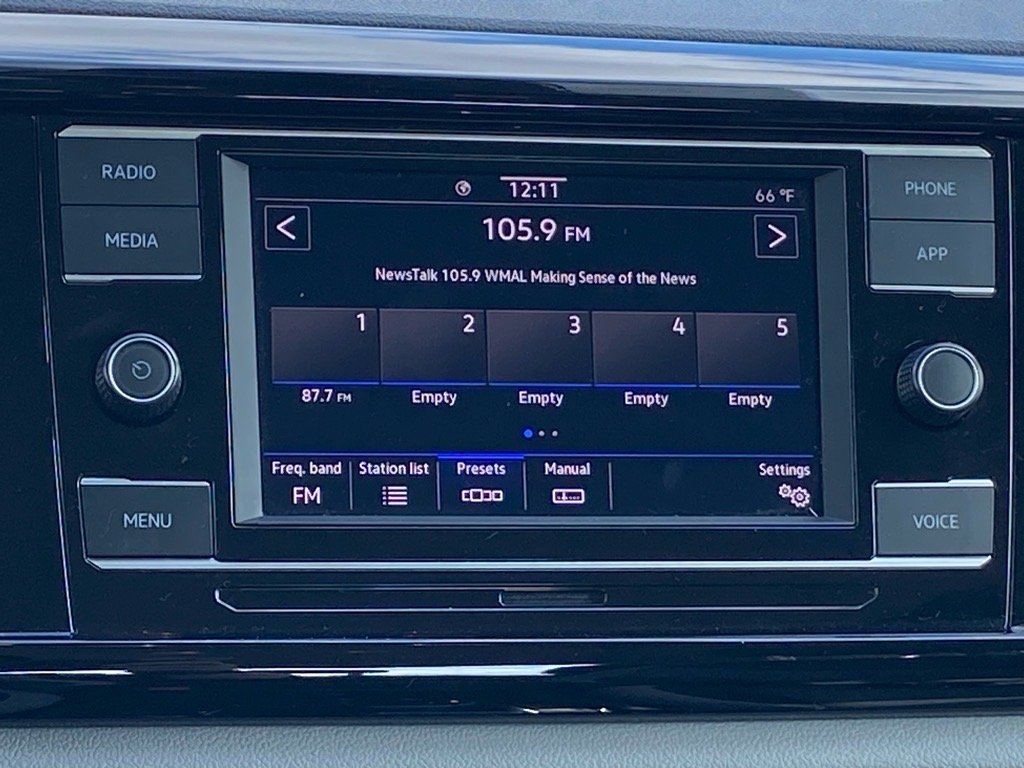 RADIO
MEDIA
MENU
12:11
66 °F
<
105.9 FM
>
NewsTalk 105.9 WMAL Making Sense of the News
1 2 3 4 5
87.7 FM Empty Empty Empty Empty
Freq. band Station list Presets Manual Settings
FM
PHONE
APP
VOICE